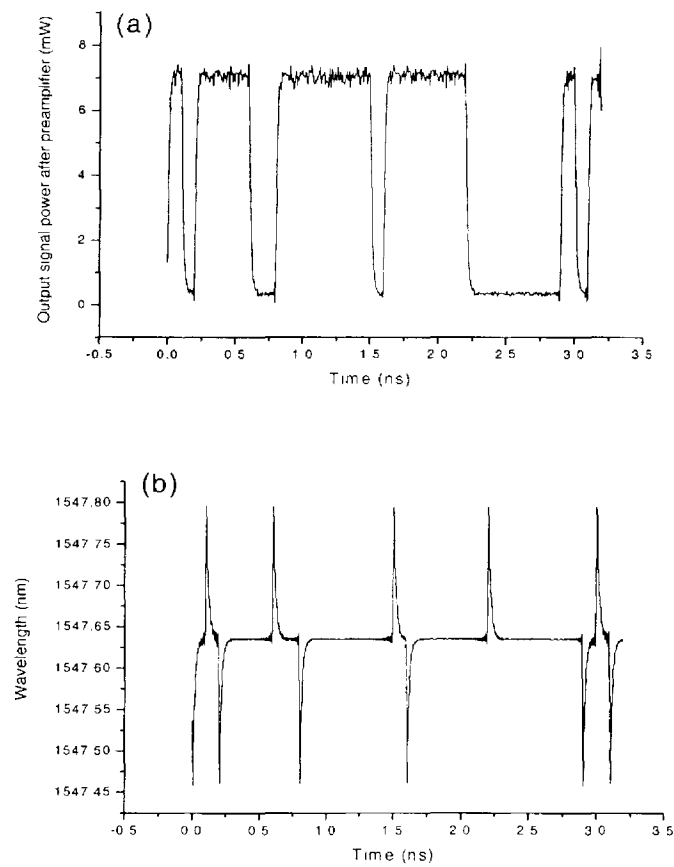 (a)
Output signal power after preamplifier (mW)
8
6
4
2
0
-0.5 0.0 0.5 1.0 1.5 2.0 2.5 3.0 3.5
Time (ns)
(b)
Wavelength (nm)
1547.80
1547.75
1547.70
1547.65
1547.60
1547.55
1547.50
1547.45
-0.5 0.0 0.5 1.0 1.5 2.0 2.5 3.0 3.5
Time (ns)